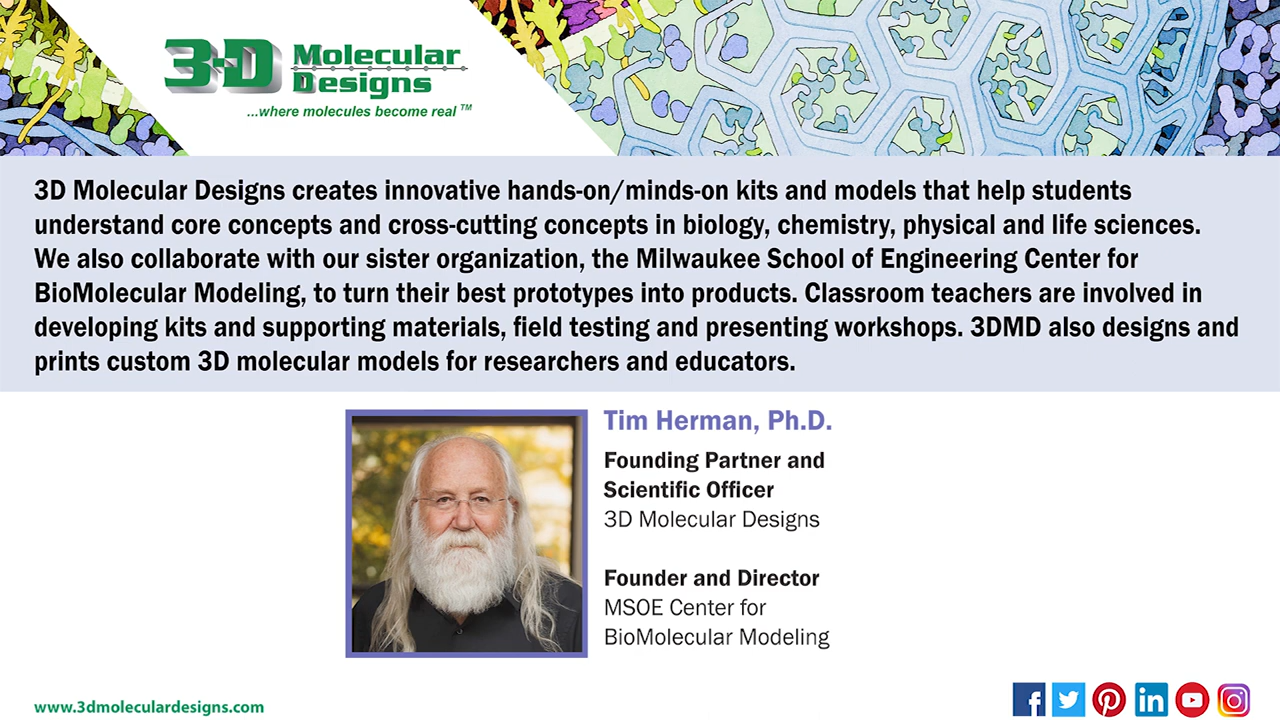 3-D Molecular
Designs
...where molecules become real ™
3D Molecular Designs creates innovative hands-on/minds-on kits and models that help students
understand core concepts and cross-cutting concepts in biology, chemistry, physical and life sciences.
We also collaborate with our sister organization, the Milwaukee School of Engineering Center for
BioMolecular Modeling, to turn their best prototypes into products. Classroom teachers are involved in
developing kits and supporting materials, field testing and presenting workshops. 3DMD also designs and
prints custom 3D molecular models for researchers and educators.
Tim Herman, Ph.D.
Founding Partner and
Scientific Officer
3D Molecular Designs
Founder and Director
MSOE Center for
BioMolecular Modeling
www.3dmoleculardesigns.com